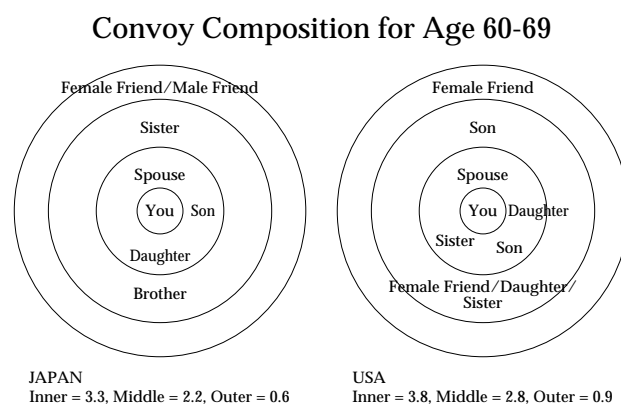 Convoy Composition for Age 60-69
Female Friend/Male Friend
Sister
Spouse
You
Son
Daughter
Brother
JAPAN
Inner = 3.3, Middle = 2.2, Outer = 0.6
Female Friend
Son
Spouse
You
Daughter
Sister
Son
Female Friend/Daughter/
Sister
USA
Inner = 3.8, Middle = 2.8, Outer = 0.9